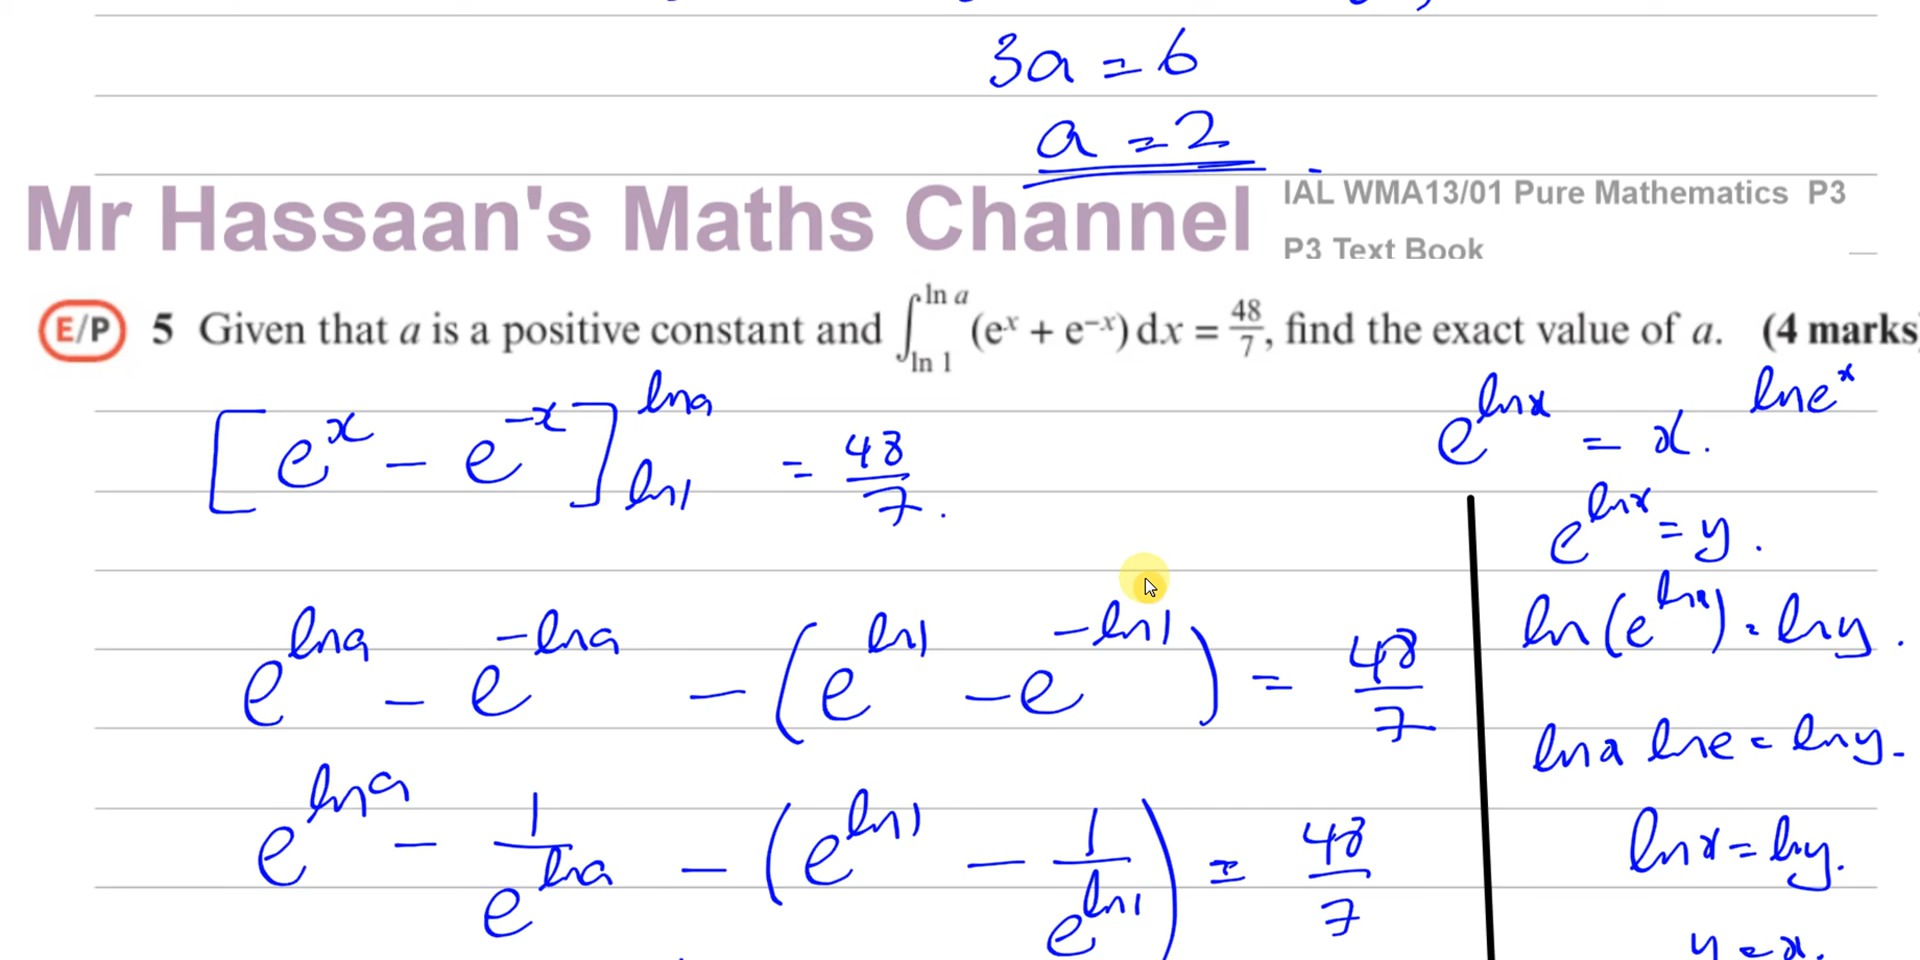 3a = 6
a = 2
Mr Hassaan's Maths Channel
IAL WMA13/01 Pure Mathematics P3
P3 Text Book
E/P 5 Given that a is a positive constant and ∫_{ln 1}^{ln a} (e^x + e^{-x}) dx = 48/7, find the exact value of a. (4 marks)
[e^x - e^{-x}]_{ln1}^{lna} = 48/7.
e^{lna} - e^{-lna} - (e^{ln1} - e^{-ln1}) = 48/7
e^{lna} - 1/e^{lna} - (e^{ln1} - 1/e^{ln1}) = 48/7
lne^x
e^{lnx} = x.
e^{lnx} = y.
ln(e^{lnx}) = lny.
lnx lne = lny.
lnx = lny.
y = x.